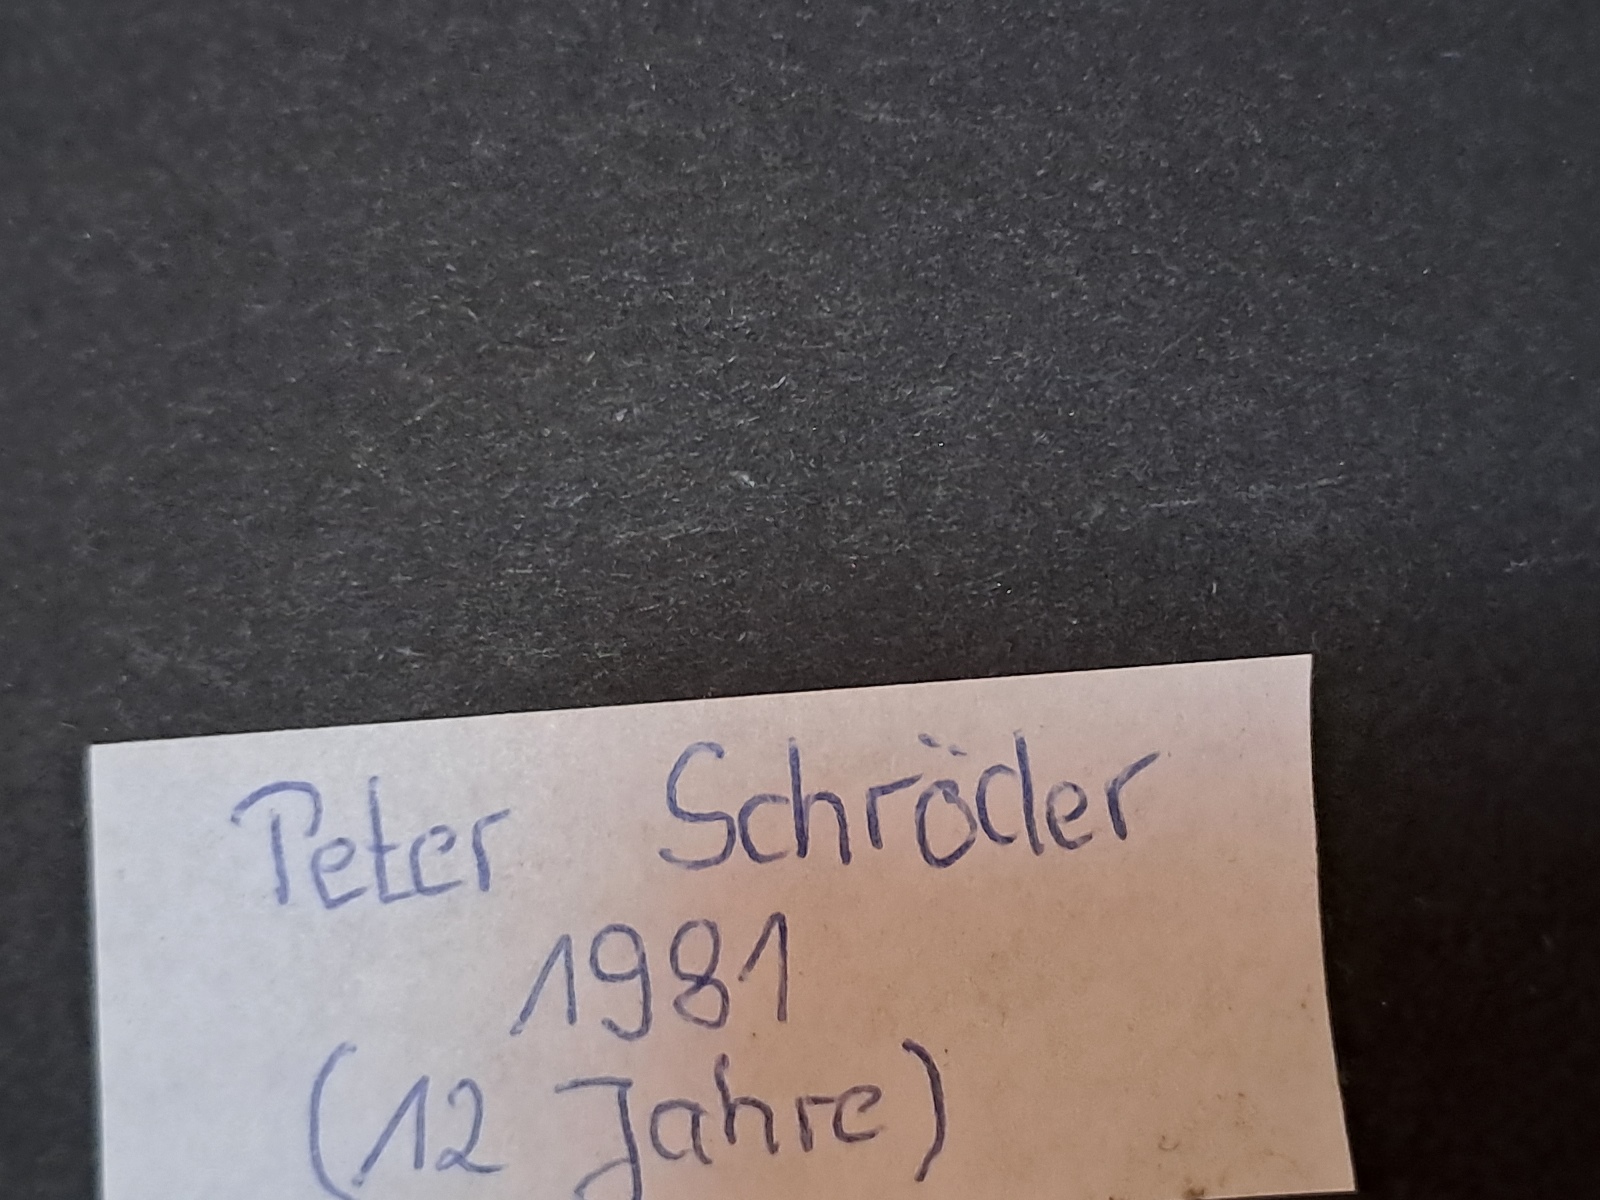 Peter Schröder
1981
(12 Jahre)